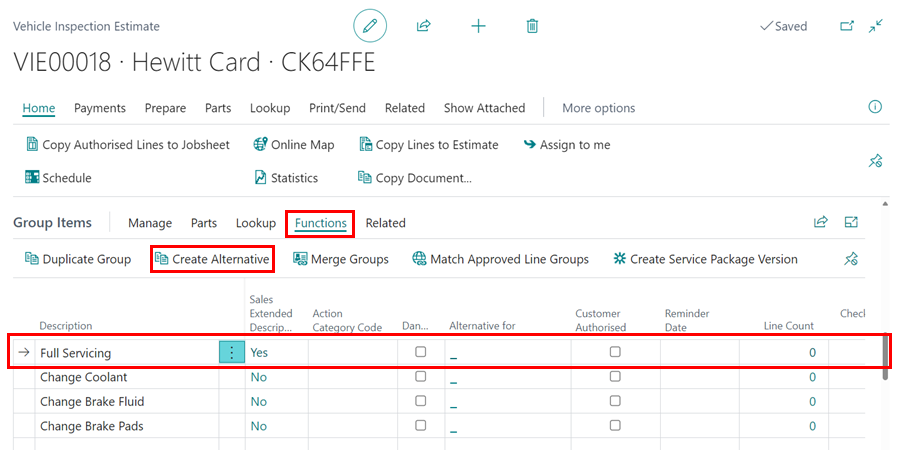 Vehicle Inspection Estimate
Saved
VIE00018 · Hewitt Card · CK64FFE
Home Payments Prepare Parts Lookup Print/Send Related Show Attached More options
Copy Authorised Lines to Jobsheet Online Map Copy Lines to Estimate Assign to me
Schedule Statistics Copy Document...
Group Items Manage Parts Lookup Functions Related
Duplicate Group Create Alternative Merge Groups Match Approved Line Groups Create Service Package Version
Sales
Extended Action Customer Reminder
Description Descrip... Category Code Dan... Alternative for Authorised Date Line Count Check
Full Servicing Yes _ 0
Change Coolant No _ 0
Change Brake Fluid No _ 0
Change Brake Pads No _ 0